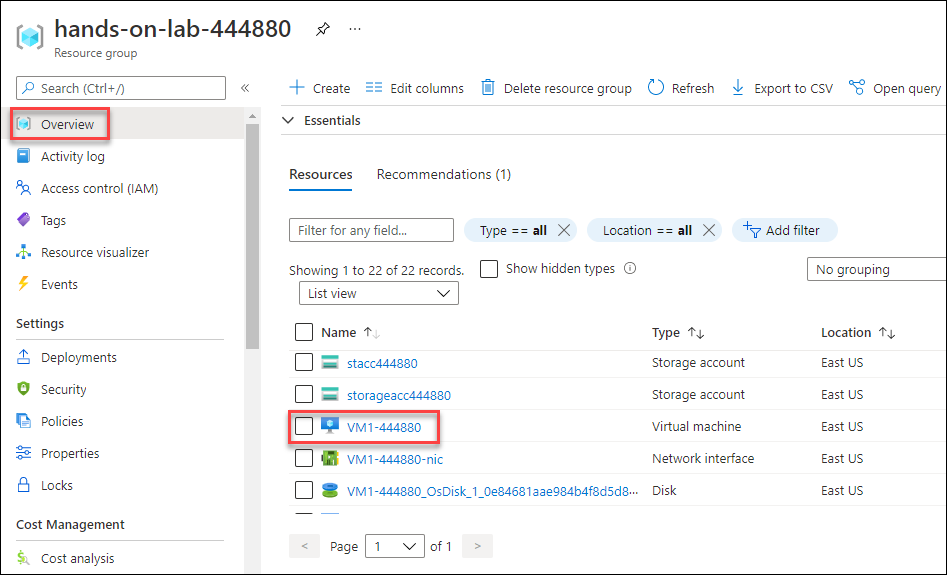 hands-on-lab-444880
Resource group
Search (Ctrl+/)
Overview
Activity log
Access control (IAM)
Tags
Resource visualizer
Events
Settings
Deployments
Security
Policies
Properties
Locks
Cost Management
Cost analysis
Create Edit columns Delete resource group Refresh Export to CSV Open query
Essentials
Resources Recommendations (1)
Filter for any field... Type == all Location == all Add filter
Showing 1 to 22 of 22 records. Show hidden types No grouping
List view
Name Type Location
stacc444880 Storage account East US
storageacc444880 Storage account East US
VM1-444880 Virtual machine East US
VM1-444880-nic Network interface East US
VM1-444880_OsDisk_1_0e84681aae984b4f8d5d8... Disk East US
< Page 1 of 1 >